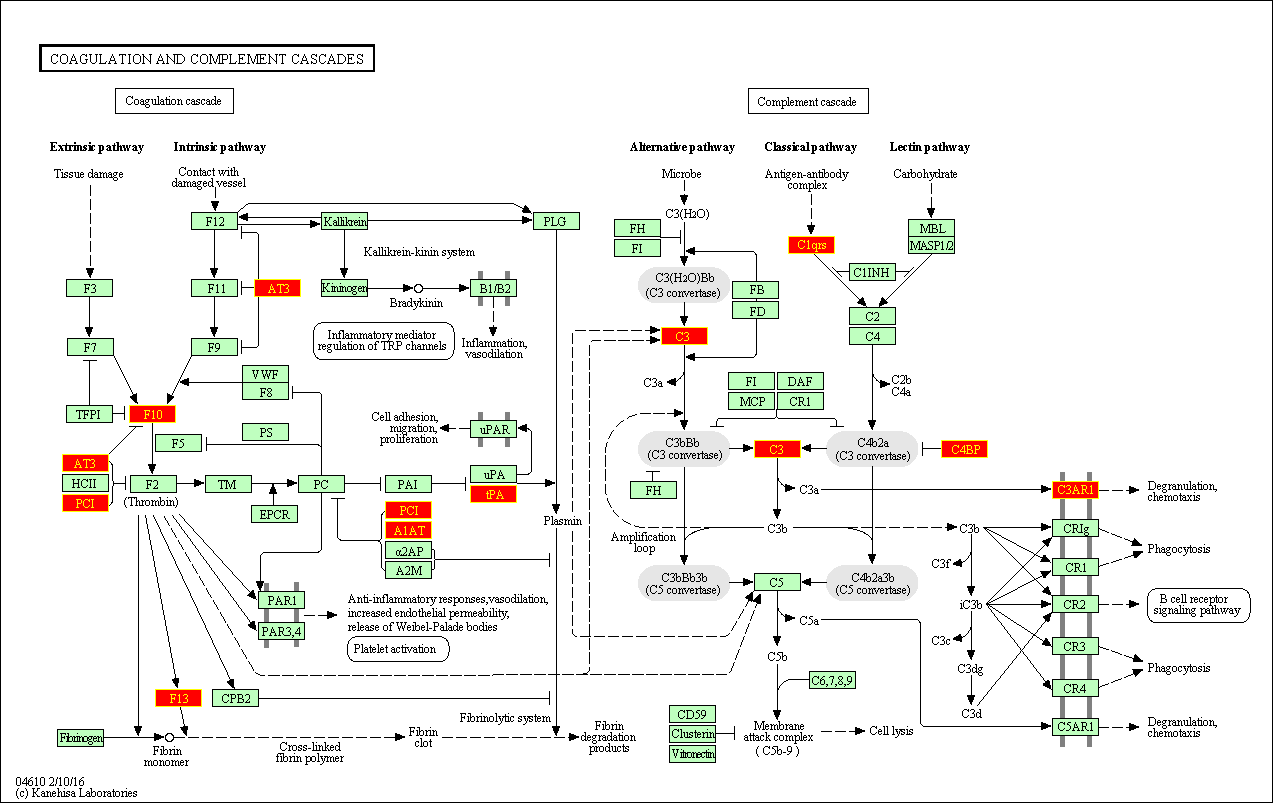 COAGULATION AND COMPLEMENT CASCADES
Coagulation cascade
Complement cascade
Extrinsic pathway
Intrinsic pathway
Alternative pathway
Classical pathway
Lectin pathway
Tissue damage
Contact with
damaged vessel
Microbe
Antigen-antibody
complex
Carbohydrate
F12
Kallikrein
PLG
C3(H2O)
FH
FI
C1qrs
MBL
MASP1/2
Kallikrein-kinin system
F3
F11
AT3
Kininogen
Bradykinin
B1/B2
C3(H2O)Bb
(C3 convertase)
FB
FD
C1INH
C2
C4
F7
F9
Inflammatory mediator
regulation of TRP channels
Inflammation,
vasodilation
C3
VWF
F8
C3a
FI
DAF
MCP
CR1
C2b
C4a
TFPI
F10
F5
PS
Cell adhesion,
migration,
proliferation
uPAR
C3bBb
(C3 convertase)
C3
C4b2a
(C3 convertase)
C4BP
AT3
HCII
PCI
F2
(Thrombin)
TM
EPCR
PC
PAI
uPA
tPA
FH
C3a
C3AR1
Degranulation,
chemotaxis
PCI
A1AT
α2AP
A2M
Plasmin
Amplification
loop
C3b
C3b
CRIg
Phagocytosis
C3f
CR1
C3bBb3b
(C5 convertase)
C5
C4b2a3b
(C5 convertase)
PAR1
PAR3,4
Anti-inflammatory responses,vasodilation,
increased endothelial permeability,
release of Weibel-Palade bodies
Platelet activation
iC3b
CR2
B cell receptor
signaling pathway
C5a
C3c
CR3
C5b
C3dg
Phagocytosis
C6,7,8,9
CR4
F13
CPB2
C3d
Fibrinolytic system
CD59
Clusterin
Vitronectin
Membrane
attack complex
( C5b-9 )
Cell lysis
C5AR1
Degranulation,
chemotaxis
Fibrinogen
Fibrin
monomer
Cross-linked
fibrin polymer
Fibrin
clot
Fibrin
degradation
products
04610 2/10/16
(c) Kanehisa Laboratories